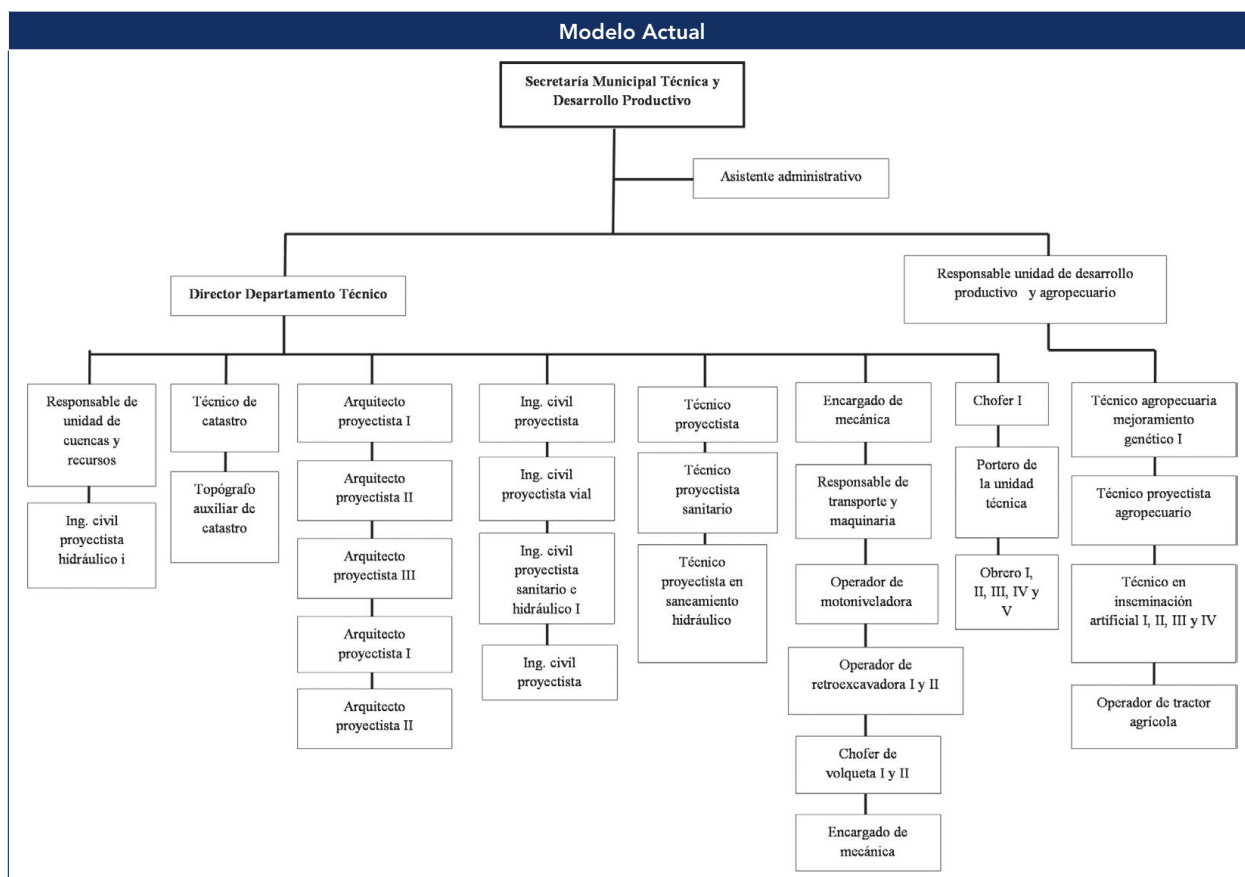 Modelo Actual
Secretaría Municipal Técnica y
Desarrollo Productivo
Asistente administrativo
Director Departamento Técnico
Responsable unidad de desarrollo
productivo y agropecuario
Responsable de
unidad de
cuencas y
recursos
Ing. civil
proyectista
hidráulico i
Técnico de
catastro
Topógrafo
auxiliar de
catastro
Arquitecto
proyectista I
Arquitecto
proyectista II
Arquitecto
proyectista III
Arquitecto
proyectista I
Arquitecto
proyectista II
Ing. civil
proyectista
Ing. civil
proyectista vial
Ing. civil
proyectista
sanitario e
hidráulico I
Ing. civil
proyectista
Técnico
proyectista
Técnico
proyectista
sanitario
Técnico
proyectista en
saneamiento
hidráulico
Encargado de
mecánica
Responsable de
transporte y
maquinaria
Operador de
motoniveladora
Operador de
retroexcavadora I y II
Chofer de
volqueta I y II
Encargado de
mecánica
Chofer I
Portero de
la unidad
técnica
Obrero I,
II, III, IV y
V
Técnico agropecuaria
mejoramiento
genético I
Técnico proyectista
agropecuario
Técnico en
inseminación
artificial I, II, III y IV
Operador de tractor
agrícola